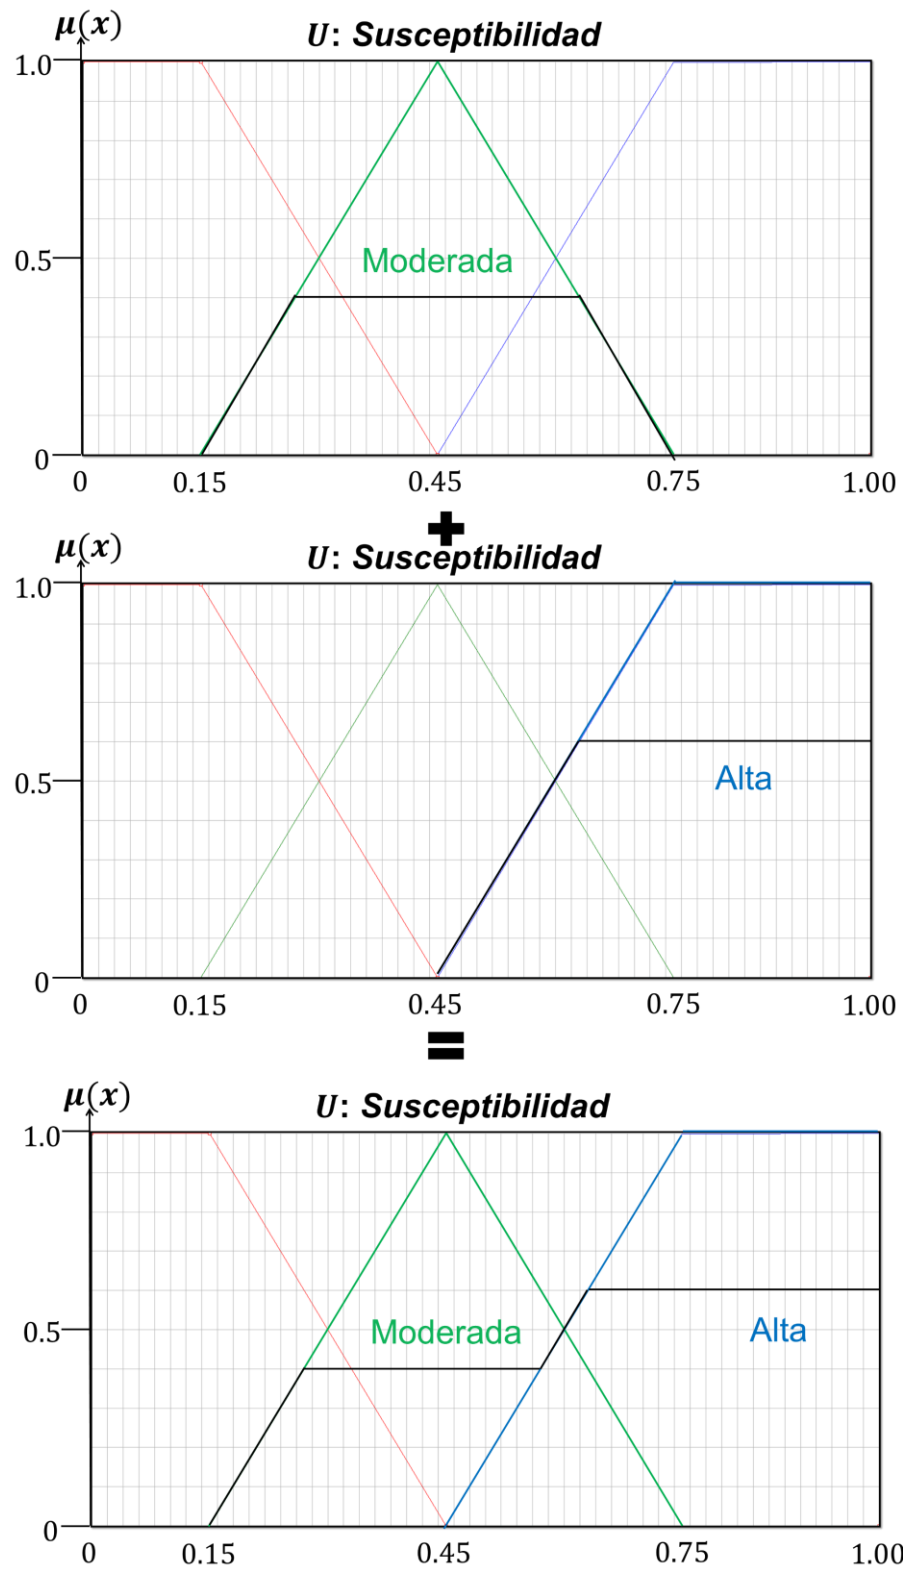 μ(x)
U: Susceptibilidad
1.0
Moderada
0.5
0
0 0.15 0.45 0.75 1.00
+
μ(x)
U: Susceptibilidad
1.0
0.5
Alta
0
0 0.15 0.45 0.75 1.00
=
μ(x)
U: Susceptibilidad
1.0
0.5
Moderada
Alta
0
0 0.15 0.45 0.75 1.00